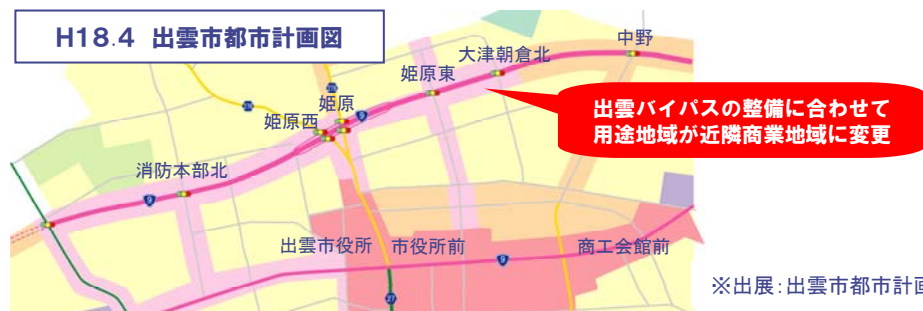 H18.4 出雲市都市計画図
中野
大津朝倉北
姫原東
姫原
姫原西
消防本部北
出雲バイパスの整備に合わせて
用途地域が近隣商業地域に変更
9
9
出雲市役所
市役所前
商工会館前
9
27
※出展:出雲市都市計画